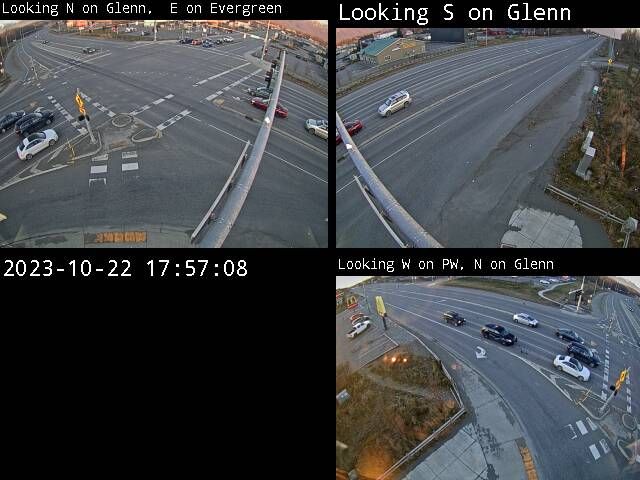 Looking N on Glenn,  E on Evergreen
Looking S on Glenn
2023-10-22 17:57:08
Looking W on PW, N on Glenn